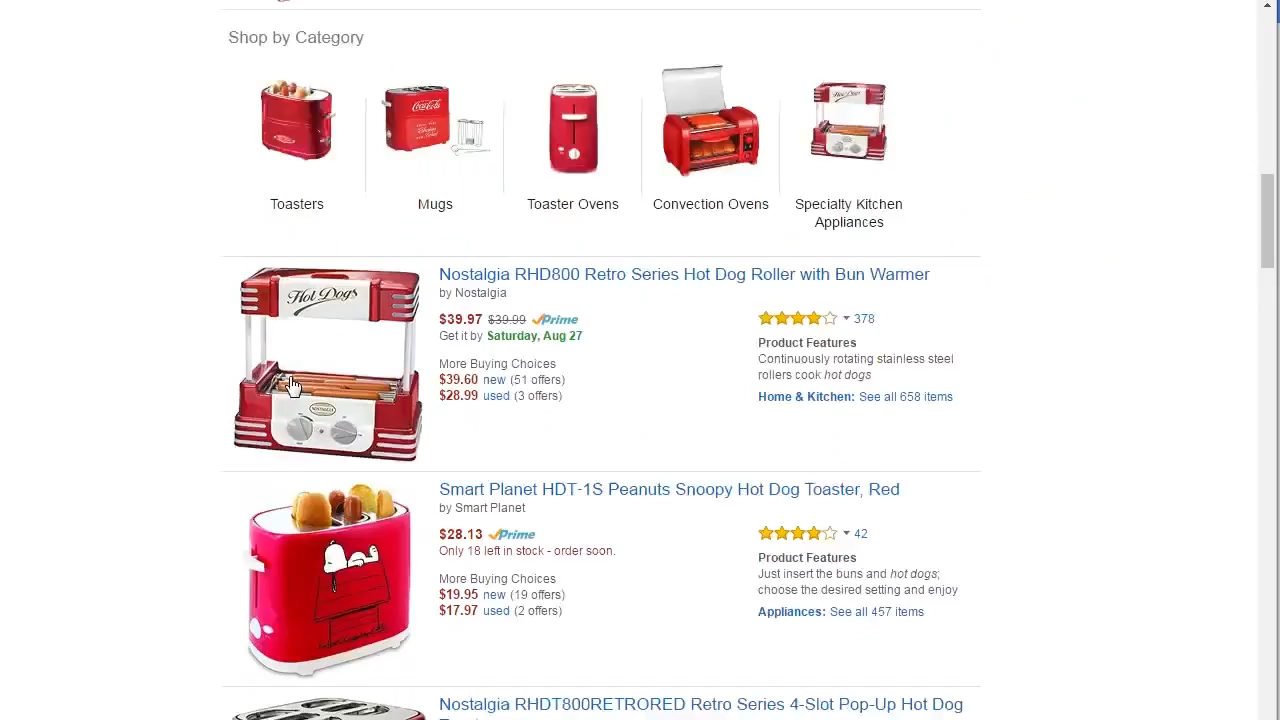 Shop by Category
Coca-Cola
Hot Dogs
Toasters
Mugs
Toaster Ovens
Convection Ovens
Specialty Kitchen
Appliances
Hot Dogs
NOSTALGIA
Nostalgia RHD800 Retro Series Hot Dog Roller with Bun Warmer
by Nostalgia
$39.97 $39.99 Prime
Get it by Saturday, Aug 27
More Buying Choices
$39.60 new (51 offers)
$28.99 used (3 offers)
378
Product Features
Continuously rotating stainless steel
rollers cook hot dogs
Home & Kitchen: See all 658 items
Smart Planet HDT-1S Peanuts Snoopy Hot Dog Toaster, Red
by Smart Planet
$28.13 Prime
Only 18 left in stock - order soon.
More Buying Choices
$19.95 new (19 offers)
$17.97 used (2 offers)
42
Product Features
Just insert the buns and hot dogs;
choose the desired setting and enjoy
Appliances: See all 457 items
Nostalgia RHDT800RETRORED Retro Series 4-Slot Pop-Up Hot Dog